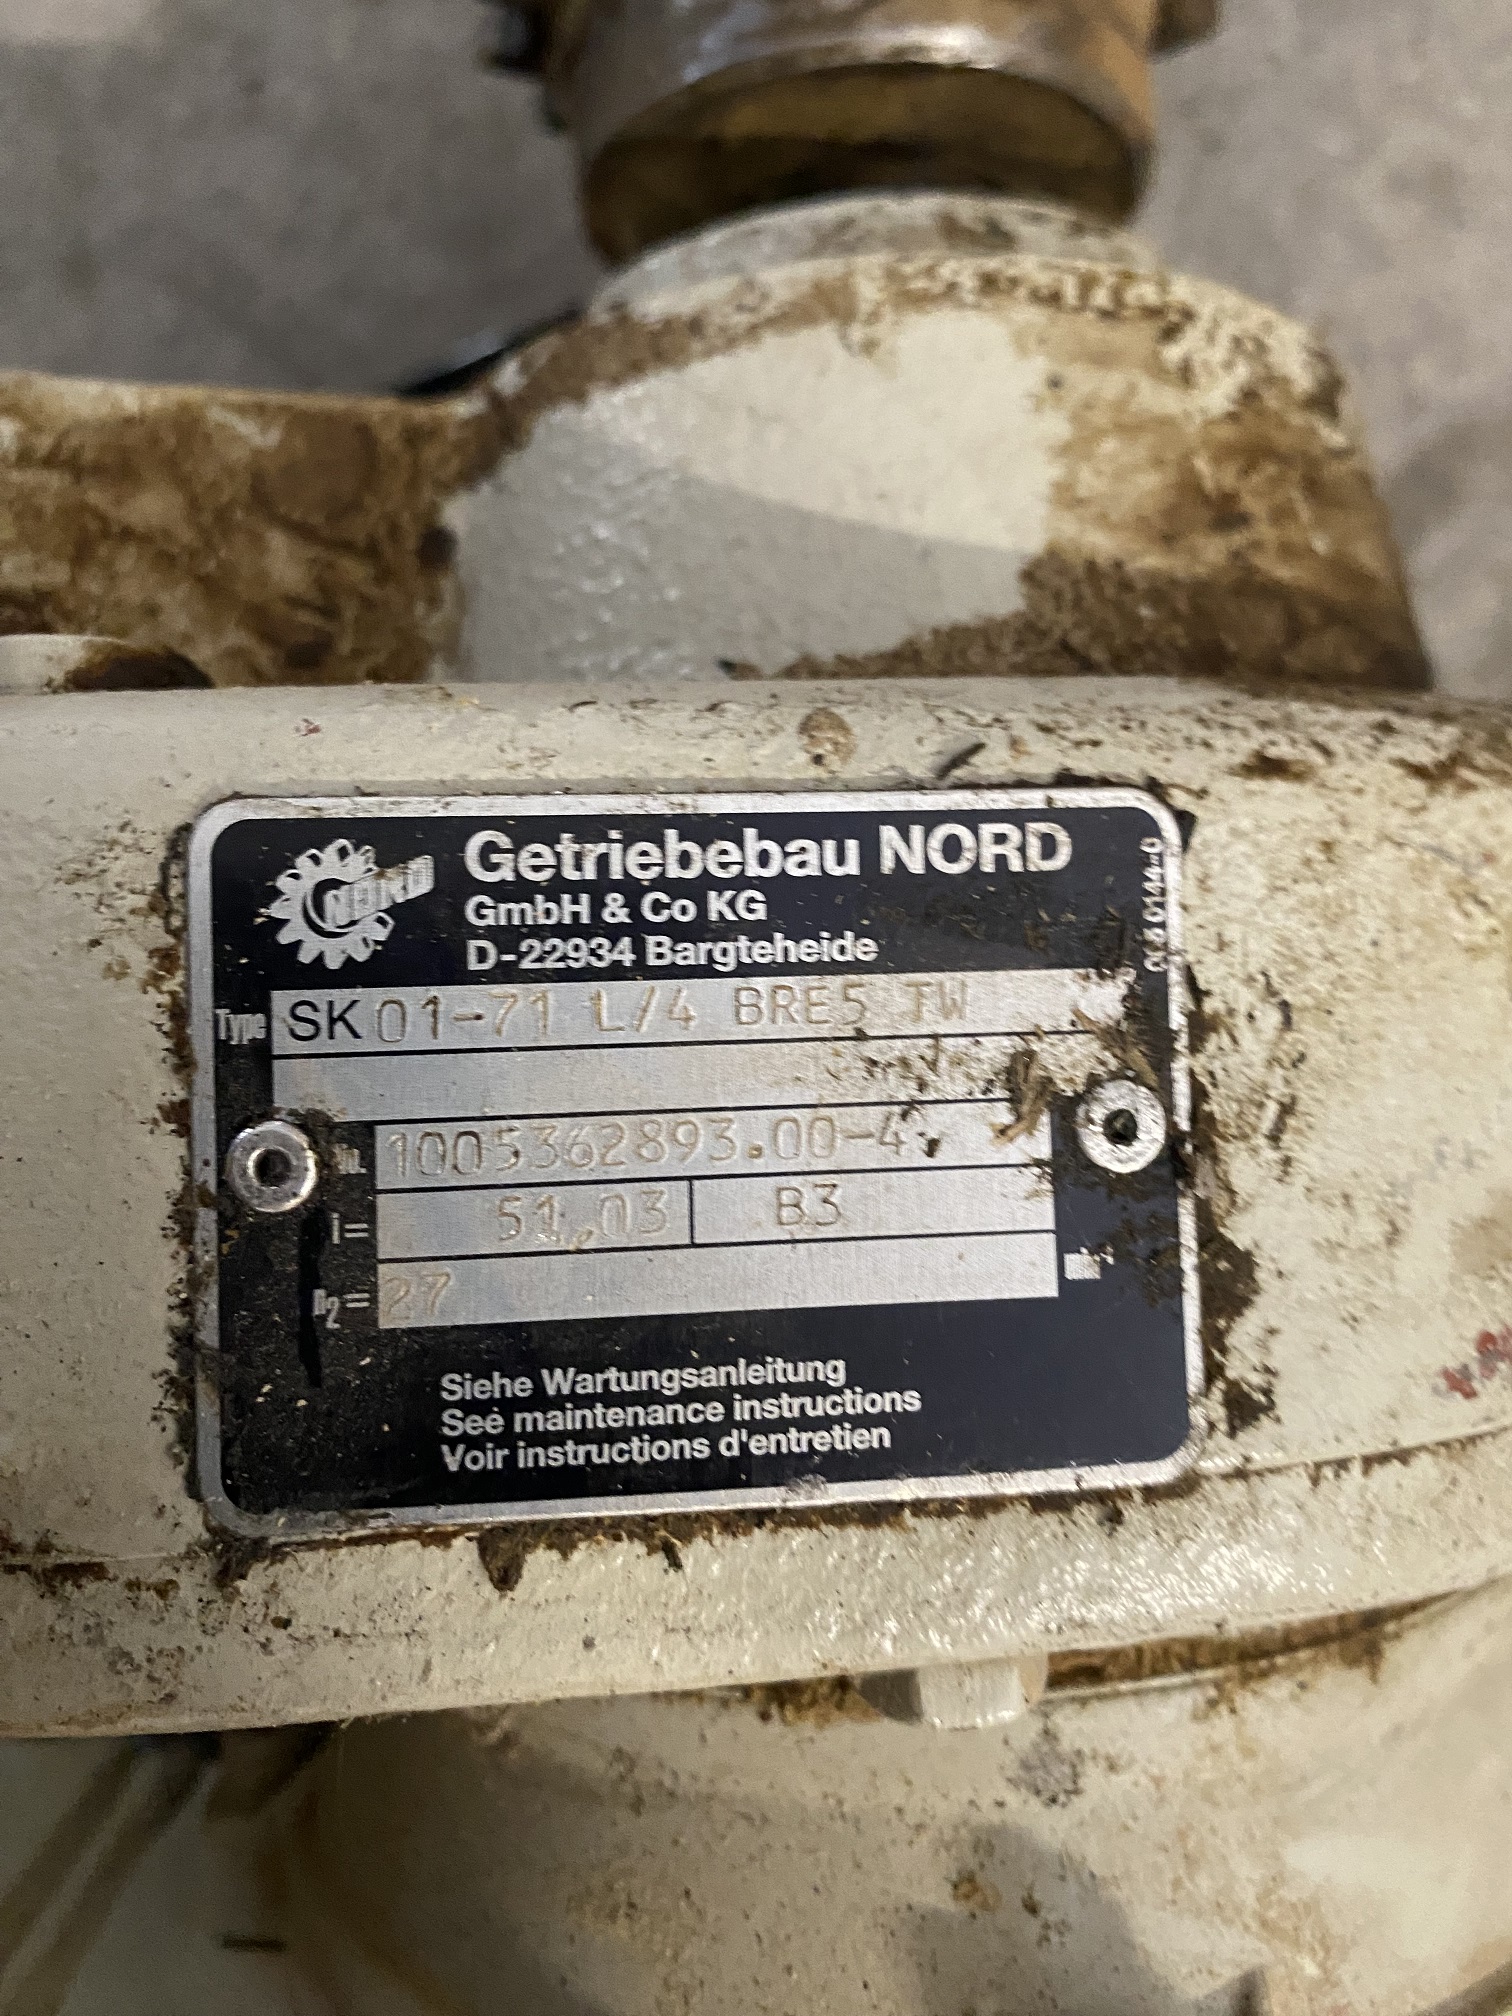 NORD
Getriebebau NORD
GmbH & Co KG
D-22934 Bargteheide
Type SK 01-71 L/4 BRE5 TW
No. 1005362893.00-4
i= 51,03 B3
n2= 27 min-1
Siehe Wartungsanleitung
See maintenance instructions
Voir instructions d'entretien